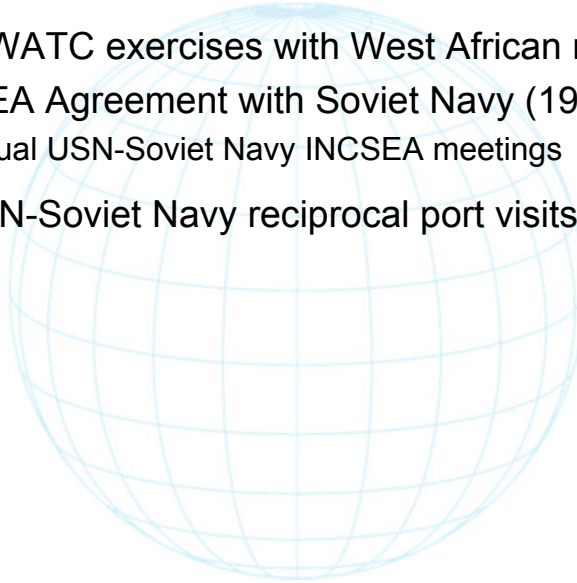 WATC exercises with West African
EA Agreement with Soviet Navy (19
ual USN-Soviet Navy INCSEA meetings
N-Soviet Navy reciprocal port visits